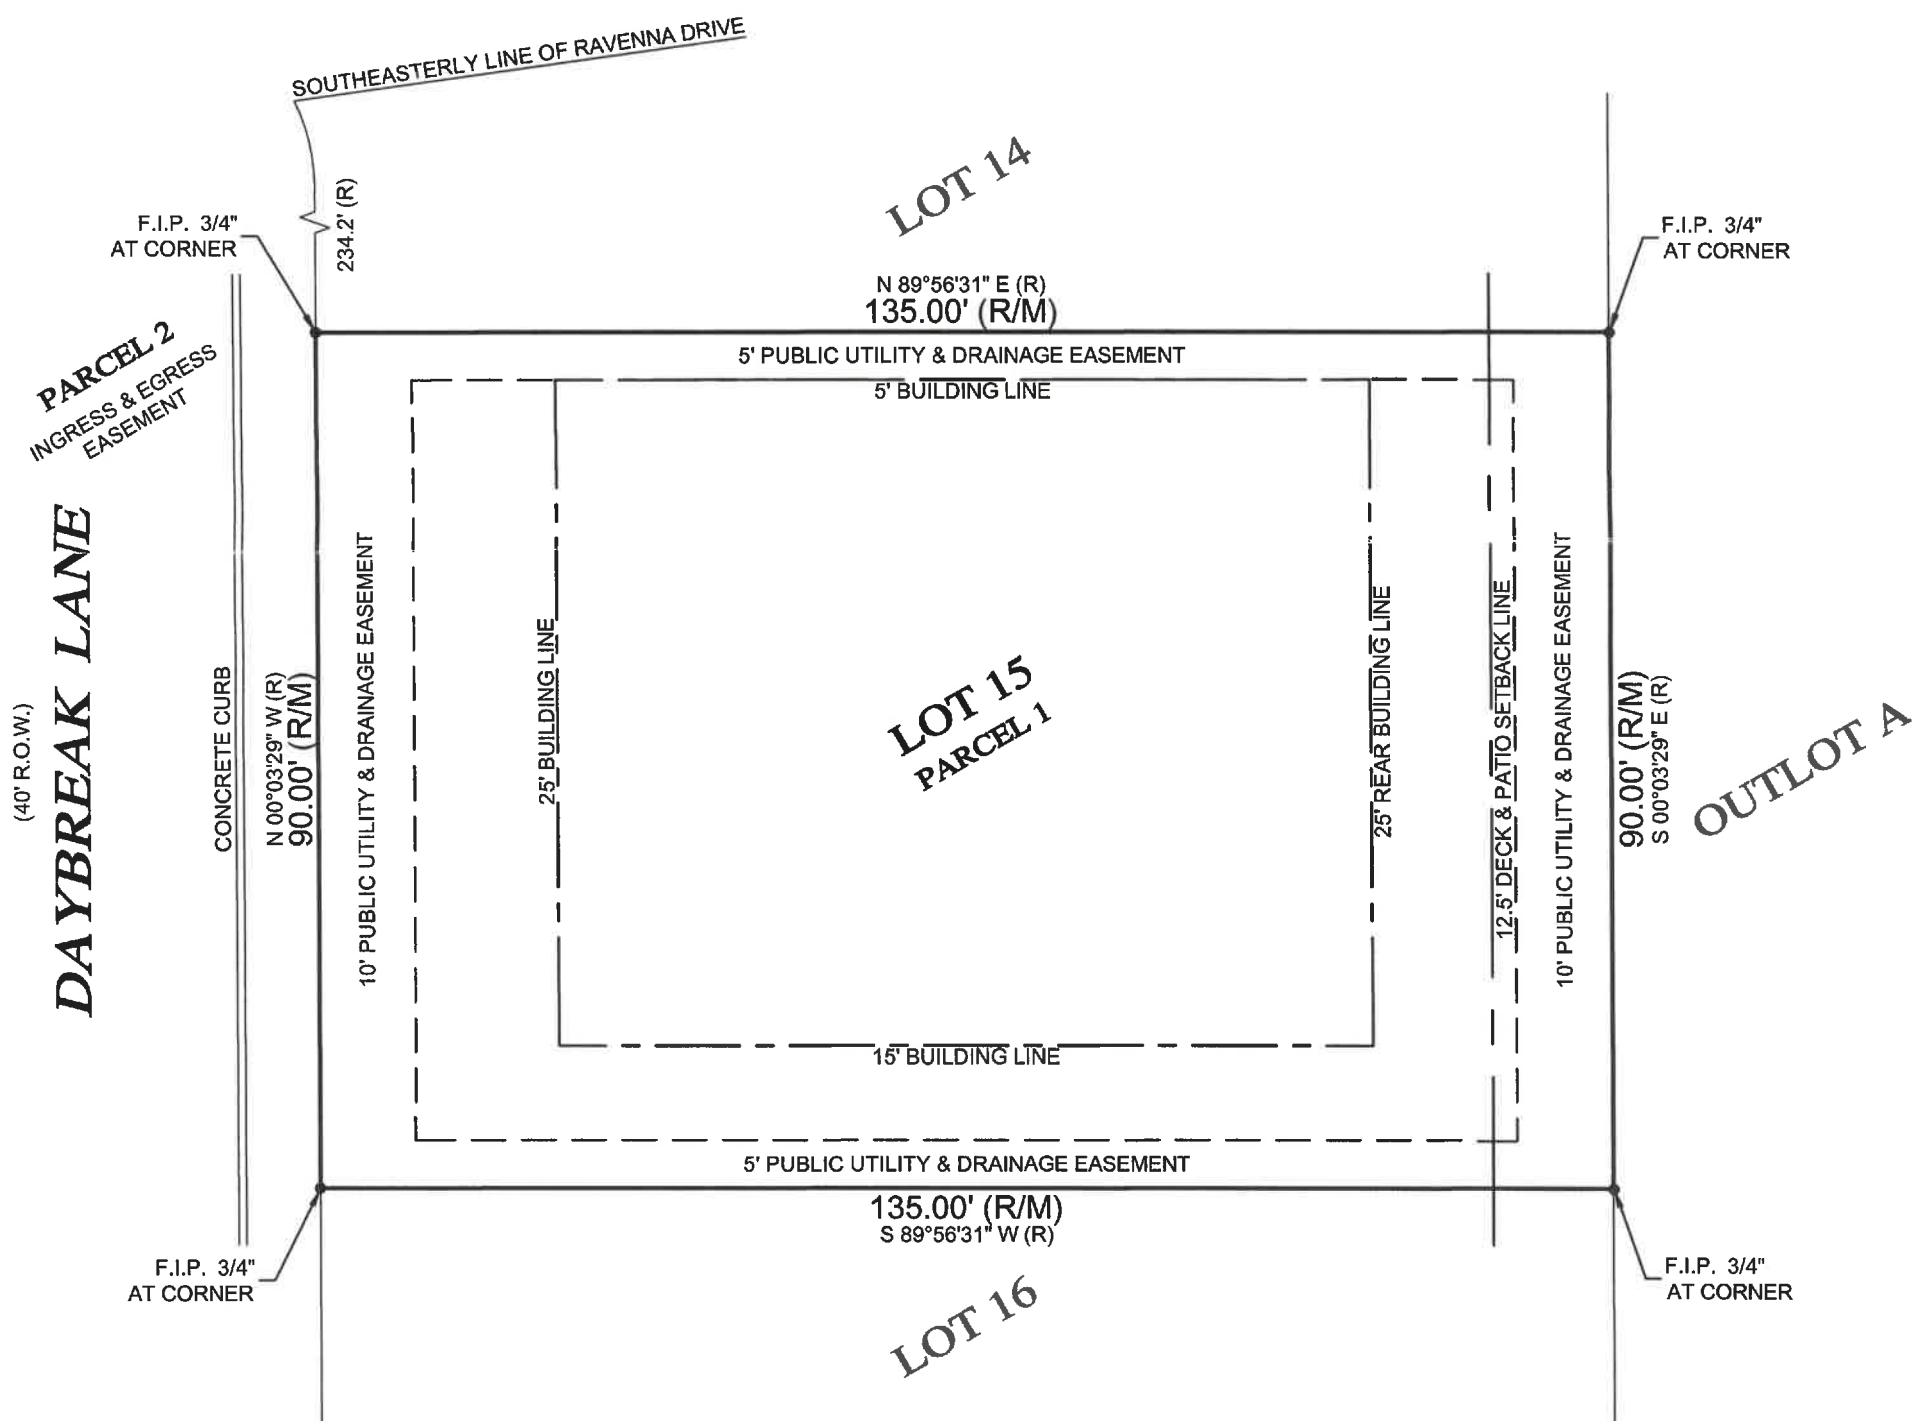 SOUTHEASTERLY LINE OF RAVENNA DRIVE
LOT 14
234.2' (R)
F.I.P. 3/4"
AT CORNER
F.I.P. 3/4"
AT CORNER
N 89°56'31" E (R)
135.00' (R/M)
PARCEL 2
INGRESS & EGRESS
EASEMENT
5' PUBLIC UTILITY & DRAINAGE EASEMENT
5' BUILDING LINE
(40' R.O.W.)
DAYBREAK LANE
CONCRETE CURB
N 00°03'29" W (R)
90.00' (R/M)
10' PUBLIC UTILITY & DRAINAGE EASEMENT
25' BUILDING LINE
LOT 15
PARCEL 1
25' REAR BUILDING LINE
12.5' DECK & PATIO SETBACK LINE
10' PUBLIC UTILITY & DRAINAGE EASEMENT
90.00' (R/M)
S 00°03'29" E (R)
OUTLOT A
15' BUILDING LINE
5' PUBLIC UTILITY & DRAINAGE EASEMENT
135.00' (R/M)
S 89°56'31" W (R)
F.I.P. 3/4"
AT CORNER
F.I.P. 3/4"
AT CORNER
LOT 16